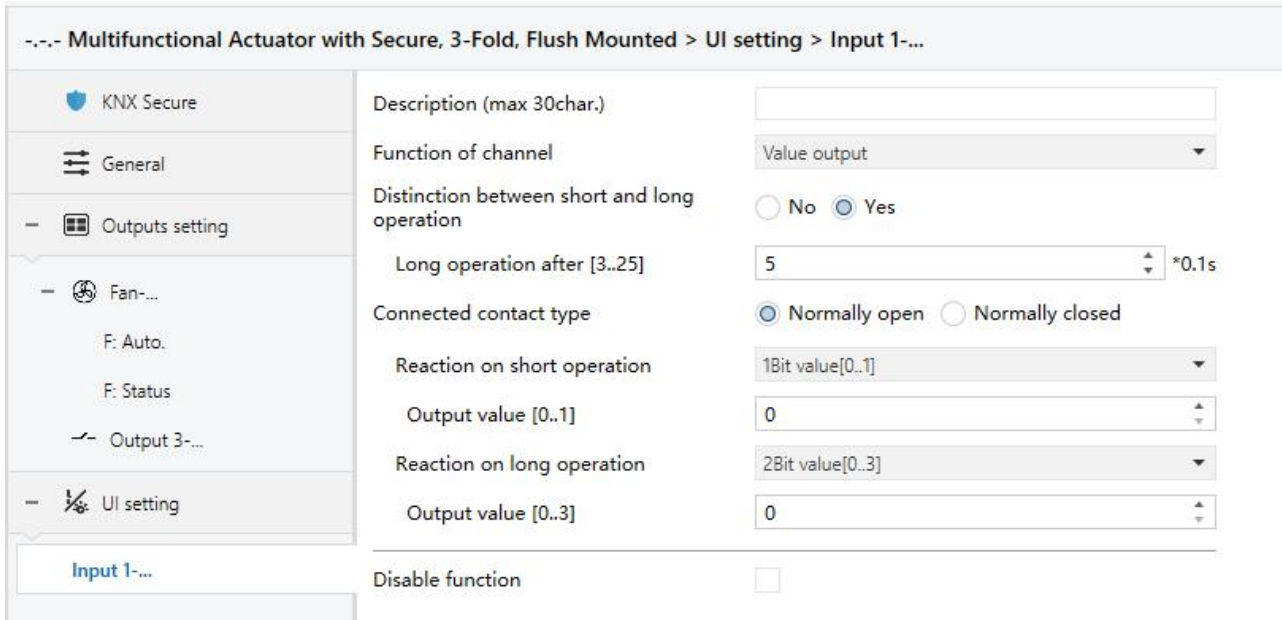 -.-.- Multifunctional Actuator with Secure, 3-Fold, Flush Mounted > UI setting > Input 1-...
KNX Secure
General
Outputs setting
Fan-...
F: Auto.
F: Status
Output 3-...
UI setting
Input 1-...
Description (max 30char.)
Function of channel
Value output
Distinction between short and long
operation
No Yes
Long operation after [3..25]
5 *0.1s
Connected contact type
Normally open Normally closed
Reaction on short operation
1Bit value[0..1]
Output value [0..1]
0
Reaction on long operation
2Bit value[0..3]
Output value [0..3]
0
Disable function